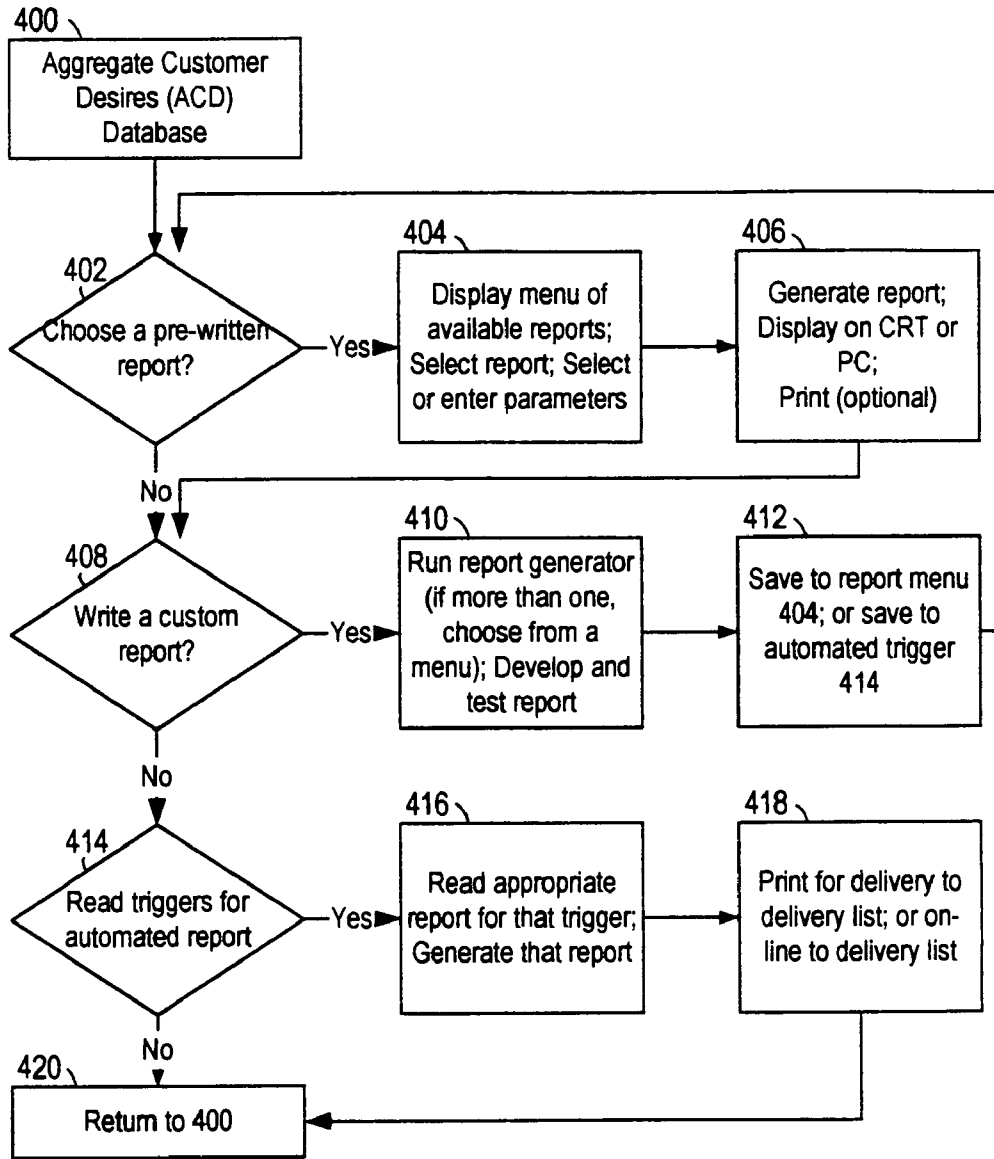 400
Aggregate Customer
Desires (ACD)
Database
402
Choose a pre-written
report?
Yes
404
Display menu of
available reports;
Select report; Select
or enter parameters
406
Generate report;
Display on CRT or
PC;
Print (optional)
No
408
Write a custom
report?
Yes
410
Run report generator
(if more than one,
choose from a
menu); Develop and
test report
412
Save to report menu
404; or save to
automated trigger
414
No
414
Read triggers for
automated report
Yes
416
Read appropriate
report for that trigger;
Generate that report
418
Print for delivery to
delivery list; or on-
line to delivery list
No
420
Return to 400